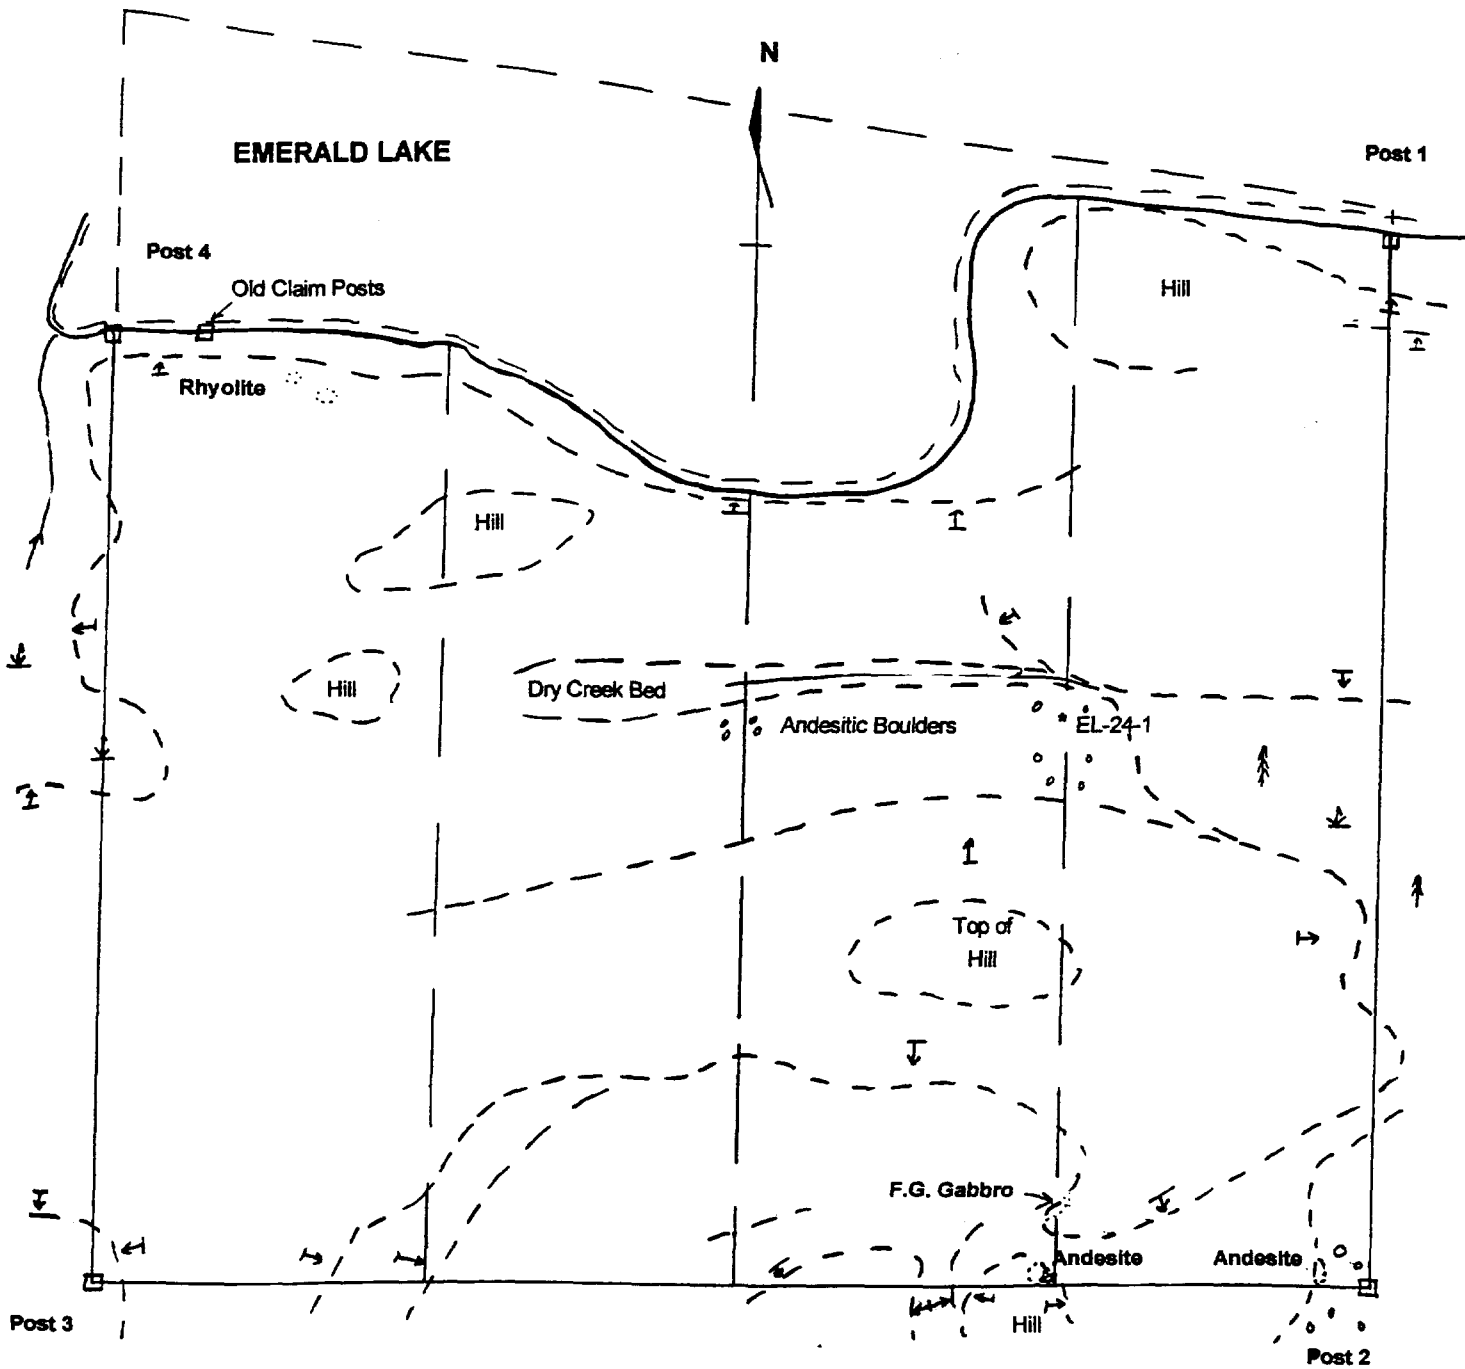 N
EMERALD LAKE
Post 1
Post 4
Old Claim Posts
Hill
Rhyolite
Hill
Hill
Dry Creek Bed
Andesitic Boulders
* EL-24-1
Top of
Hill
F.G. Gabbro
Andesite
Andesite
Post 3
Hill
Post 2